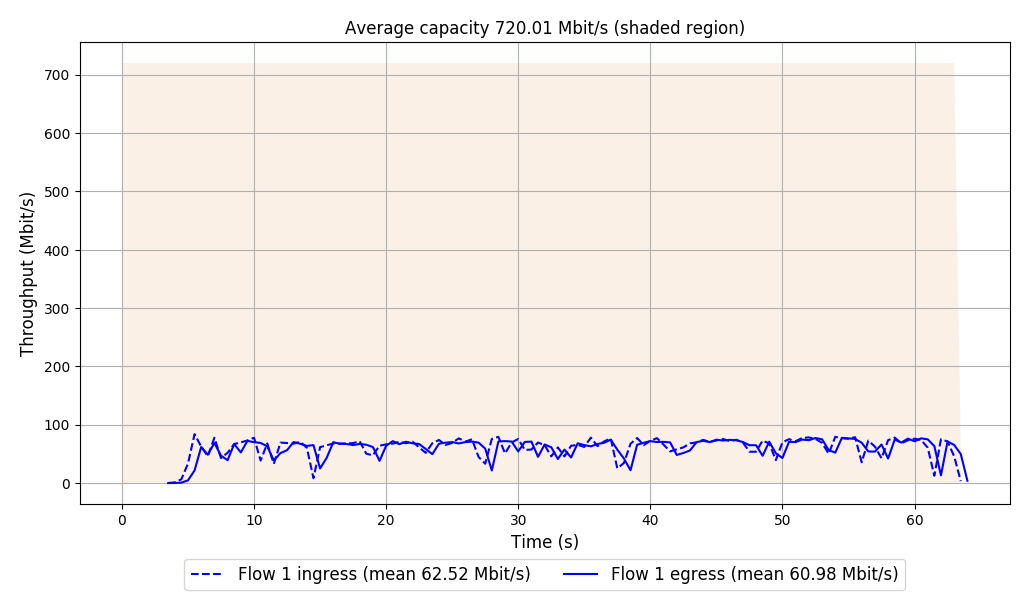 Average capacity 720.01 Mbit/s (shaded region)
Throughput (Mbit/s)
700
600
500
400
300
200
100
0
0 10 20 30 40 50 60
Time (s)
Flow 1 ingress (mean 62.52 Mbit/s) Flow 1 egress (mean 60.98 Mbit/s)